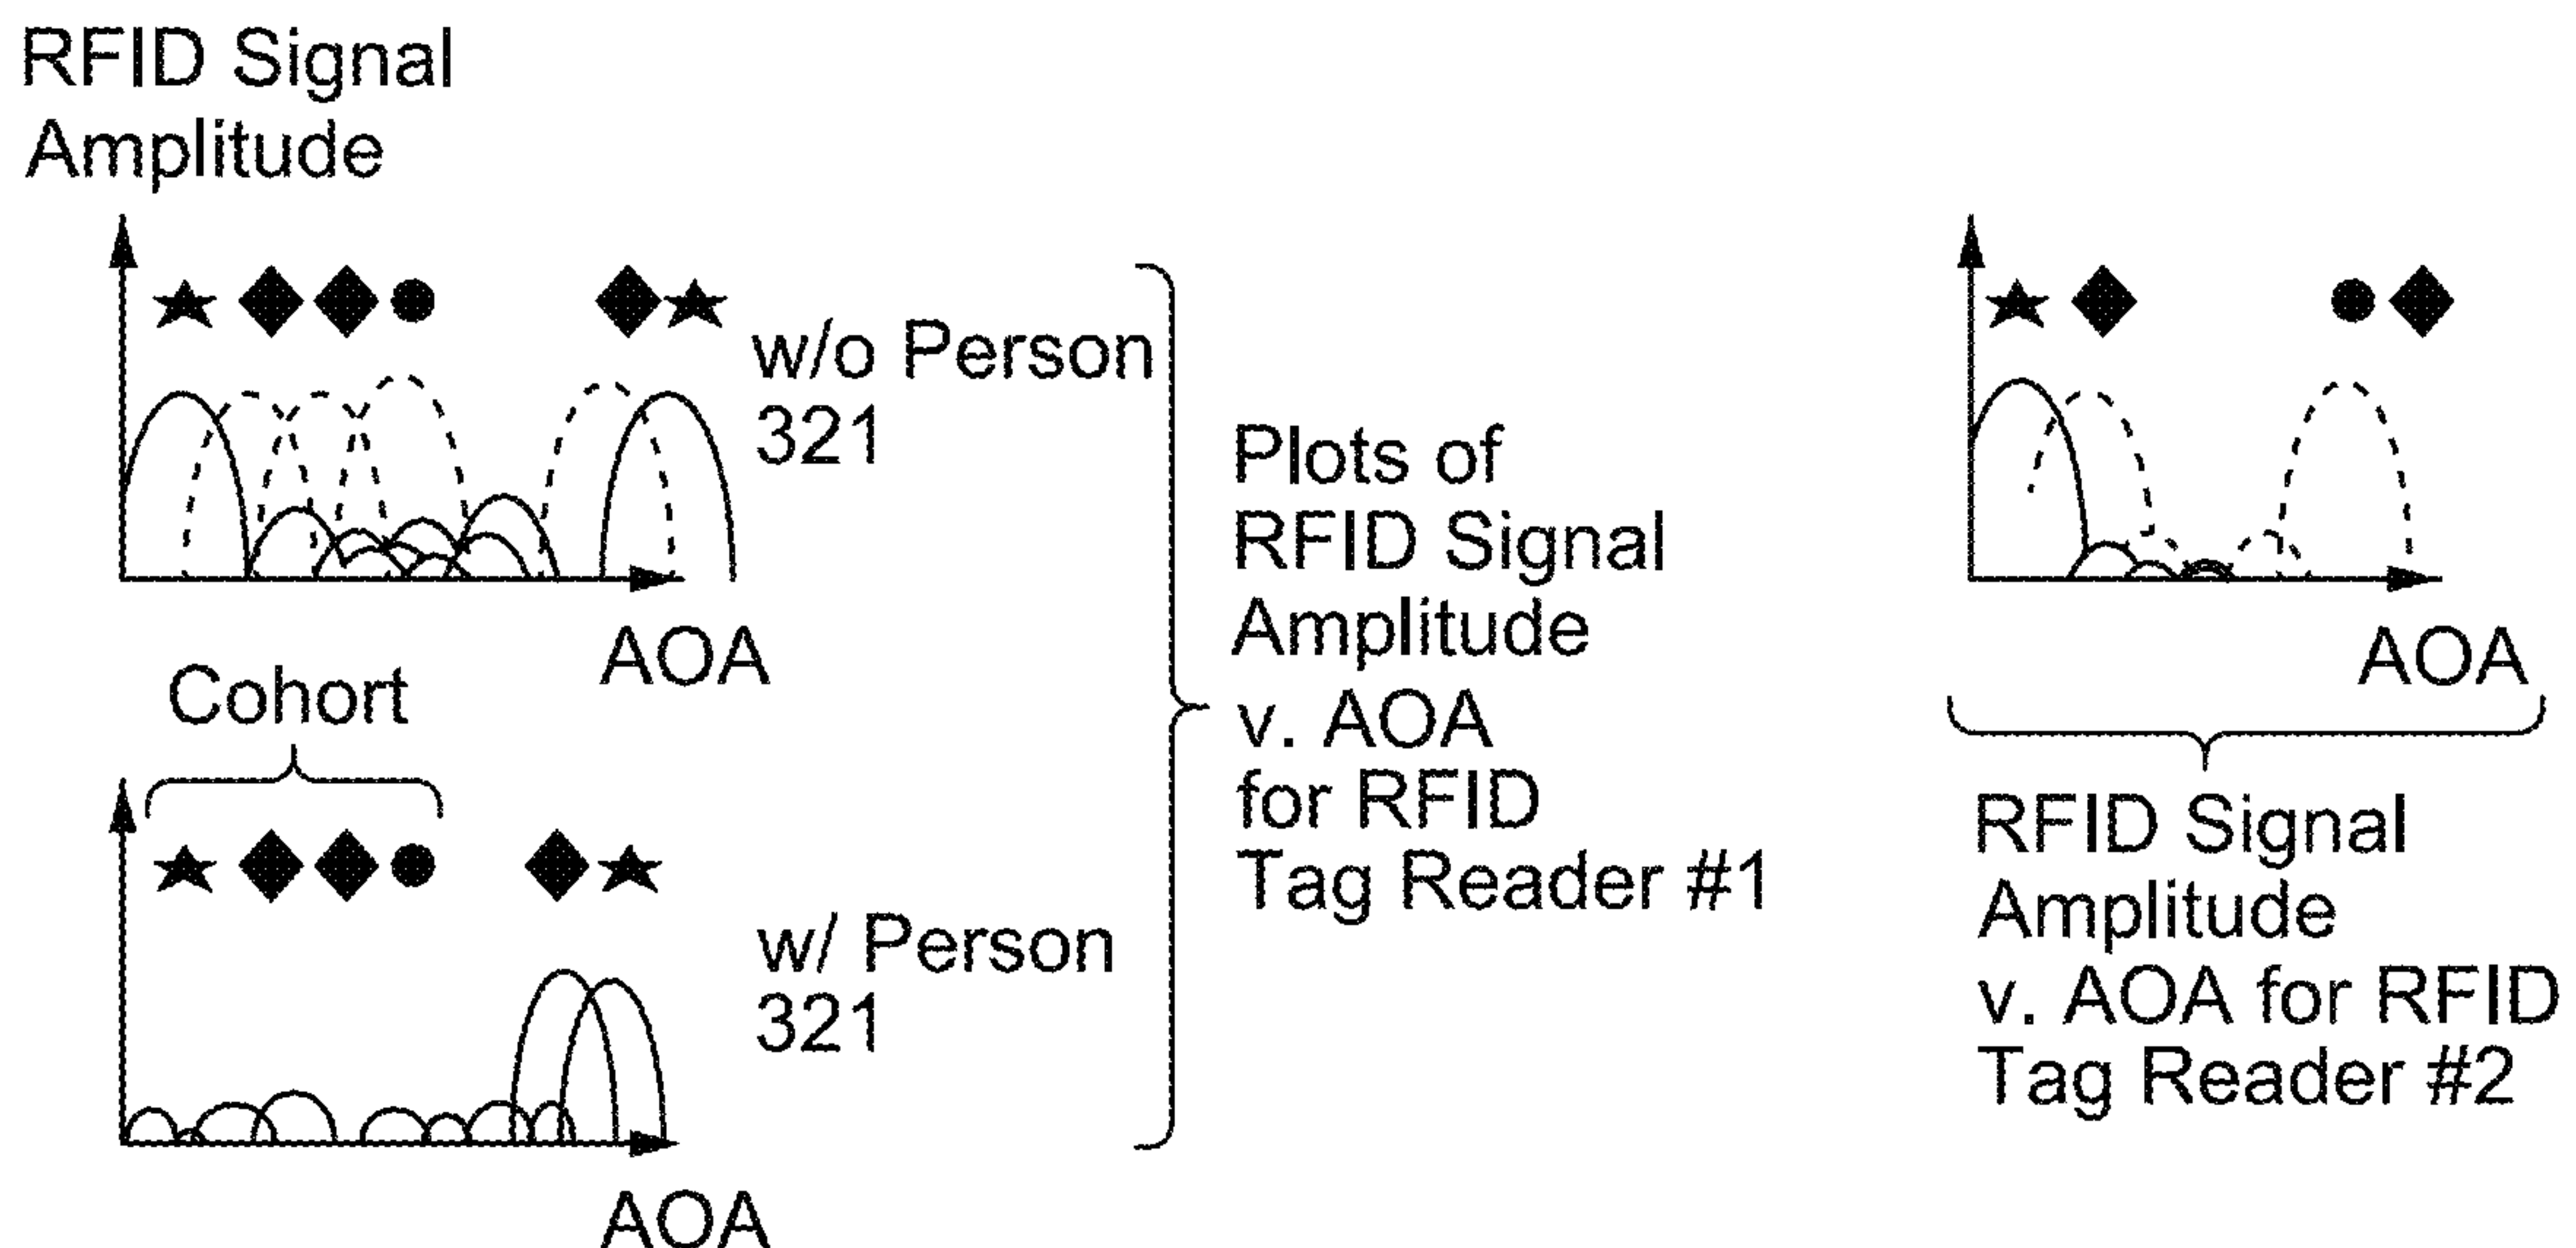 RFID Signal
Amplitude
w/o Person
321
AOA
Cohort
w/ Person
321
AOA
Plots of
RFID Signal
Amplitude
v. AOA
for RFID
Tag Reader #1
AOA
RFID Signal
Amplitude
v. AOA for RFID
Tag Reader #2